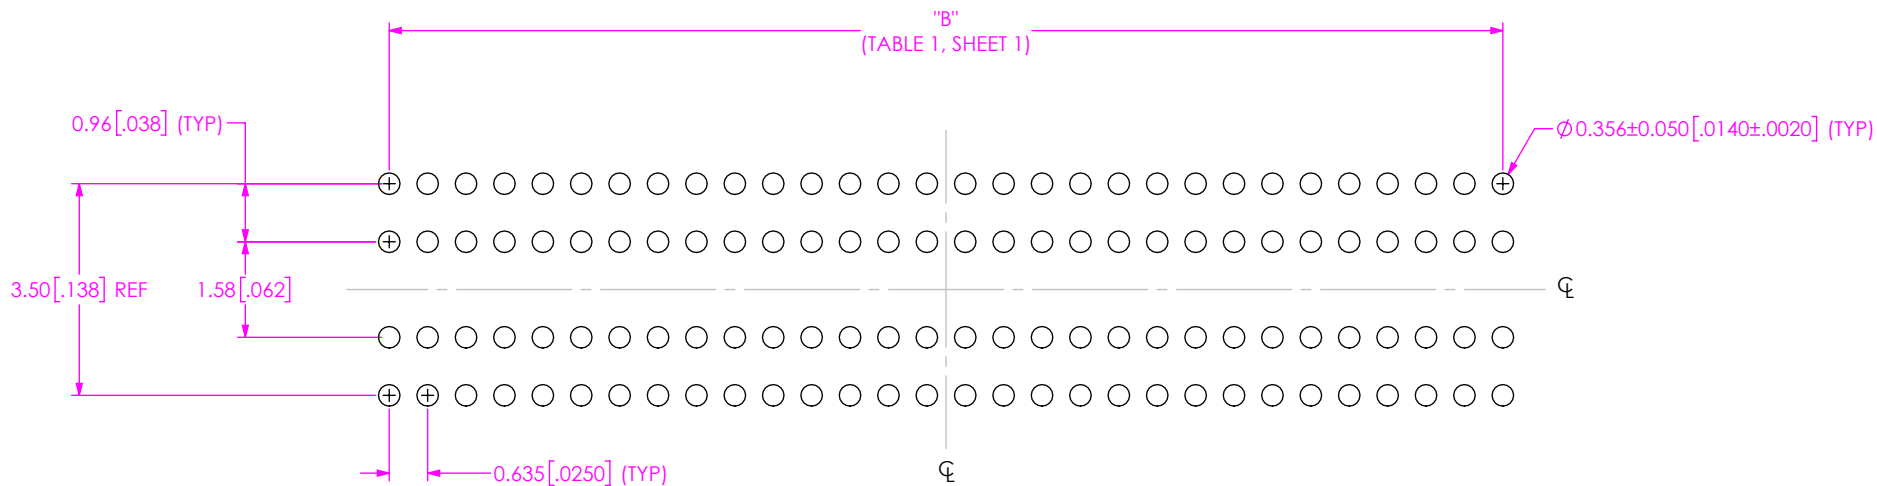 "B"
(TABLE 1, SHEET 1)
0.96[.038] (TYP)
Ø0.356±0.050[.0140±.0020] (TYP)
3.50[.138] REF
1.58[.062]
℄
0.635[.0250] (TYP)
℄